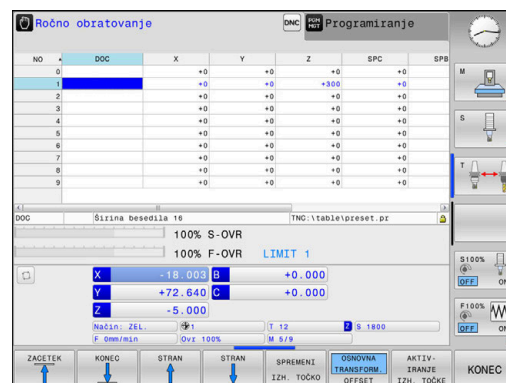 Ročno obratovanje DNC PGM MGT Programiranje
NO DOC X Y Z SPC SPB
0 +0 +0 +0 +0
1 +0 +0 +300 +0
2 +0 +0 +0 +0
3 +0 +0 +0 +0
4 +0 +0 +0 +0
5 +0 +0 +0 +0
6 +0 +0 +0 +0
7 +0 +0 +0 +0
8 +0 +0 +0 +0
9 +0 +0 +0 +0
DOC Širina besedila 16 TNC:\table\preset.pr
100% S-OVR
100% F-OVR LIMIT 1
X -18.003 B +0.000
Y +72.640 C +0.000
Z -5.000
Način: ŽEL. 1 T 12 Z S 1800
F 0mm/min Ovr 100% M 5/9
M
S
T
S100%
OFF ON
F100%
OFF ON
ZACETEK
KONEC
STRAN
STRAN
SPREMENI
IZH. TOČKO
OSNOVNA
TRANSFORM.
OFFSET
AKTIV-
IRANJE
IZH. TOČKE
KONEC